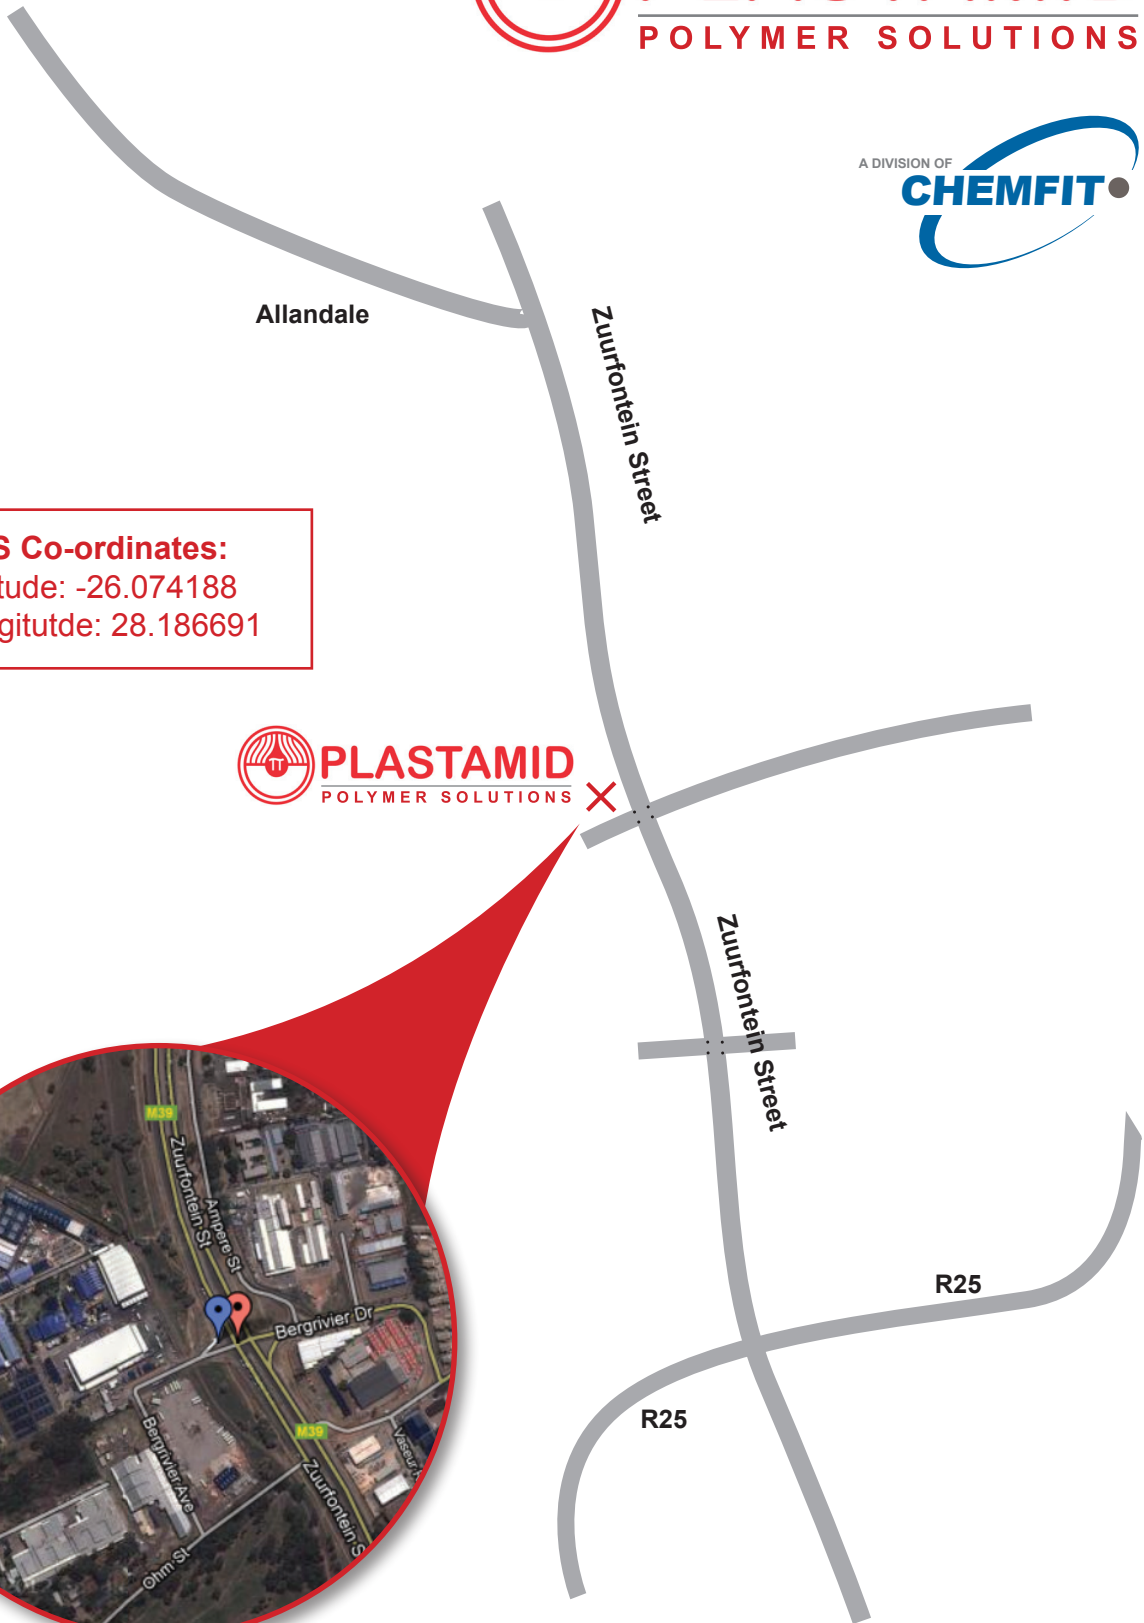 POLYMER SOLUTIONS
A DIVISION OF
CHEMFIT
Allandale
Zuurfontein Street
S Co-ordinates:
tude: -26.074188
gitutde: 28.186691
PLASTAMID
POLYMER SOLUTIONS
Zuurfontein Street
M39
Zuurfontein St
Ampere St
Bergrivier Dr
M39
Bergrivier Ave
Zuurfontein S
Ohm St
R25
R25